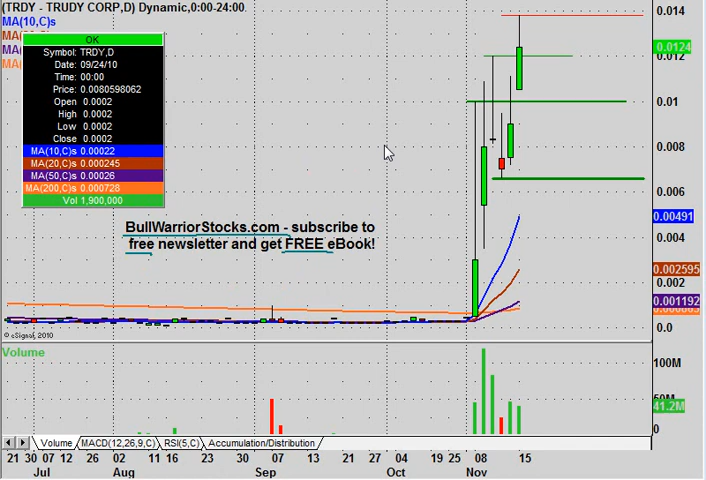 (TRDY - TRUDY CORP,D) Dynamic,0:00-24:00
MA(10,C)s
OK
Symbol: TRDY,D
Date: 09/24/10
Time: 00:00
Price: 0.0080598062
Open 0.0002
High 0.0002
Low 0.0002
Close 0.0002
MA(10,C)s 0.00022
MA(20,C)s 0.000245
MA(50,C)s 0.00026
MA(200,C)s 0.000728
Vol 1,900,000
BullWarriorStocks.com - subscribe to
free newsletter and get FREE eBook!
0.014
0.0124
0.01
0.008
0.006
0.00491
0.004
0.002595
0.002
0.001192
0.0
© eSignal, 2010
Volume
100M
50M
41.2M
0
Volume MACD(12,26,9,C) RSI(5,C) Accumulation/Distribution
21 30 07 12 26 02 11 16 23 30 07 13 21 27 04 12 19 25 08 15
Jul Aug Sep Oct Nov